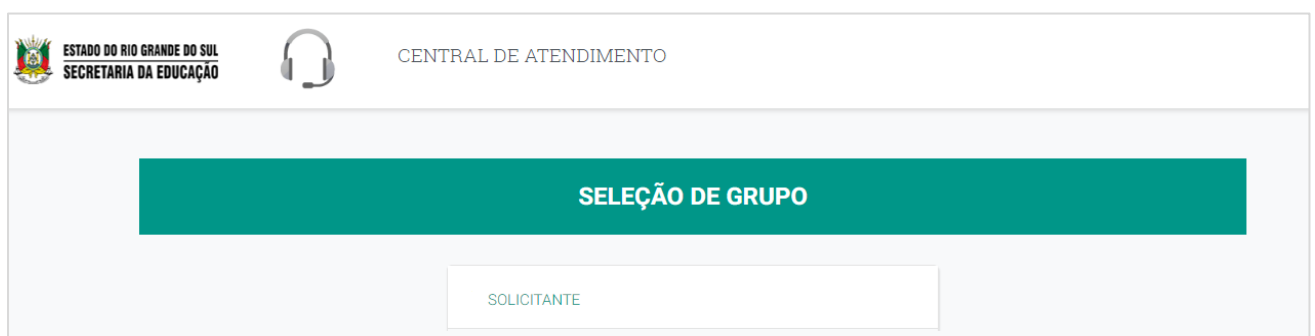 ESTADO DO RIO GRANDE DO SUL
SECRETARIA DA EDUCAÇÃO
CENTRAL DE ATENDIMENTO
SELEÇÃO DE GRUPO
SOLICITANTE